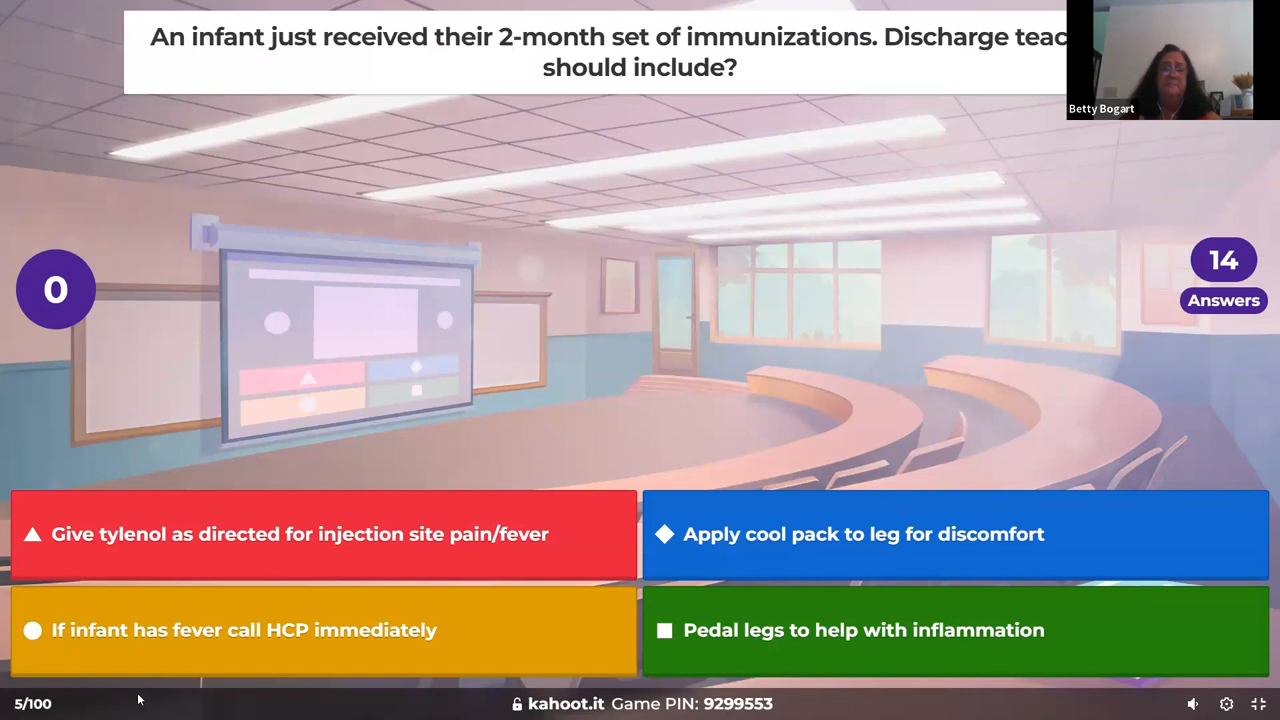 An infant just received their 2-month set of immunizations. Discharge
should include?
Betty Bogart
0
14
Answers
Give tylenol as directed for injection site pain/fever
Apply cool pack to leg for discomfort
If infant has fever call HCP immediately
Pedal legs to help with inflammation
5/100
kahoot.it Game PIN: 9299553